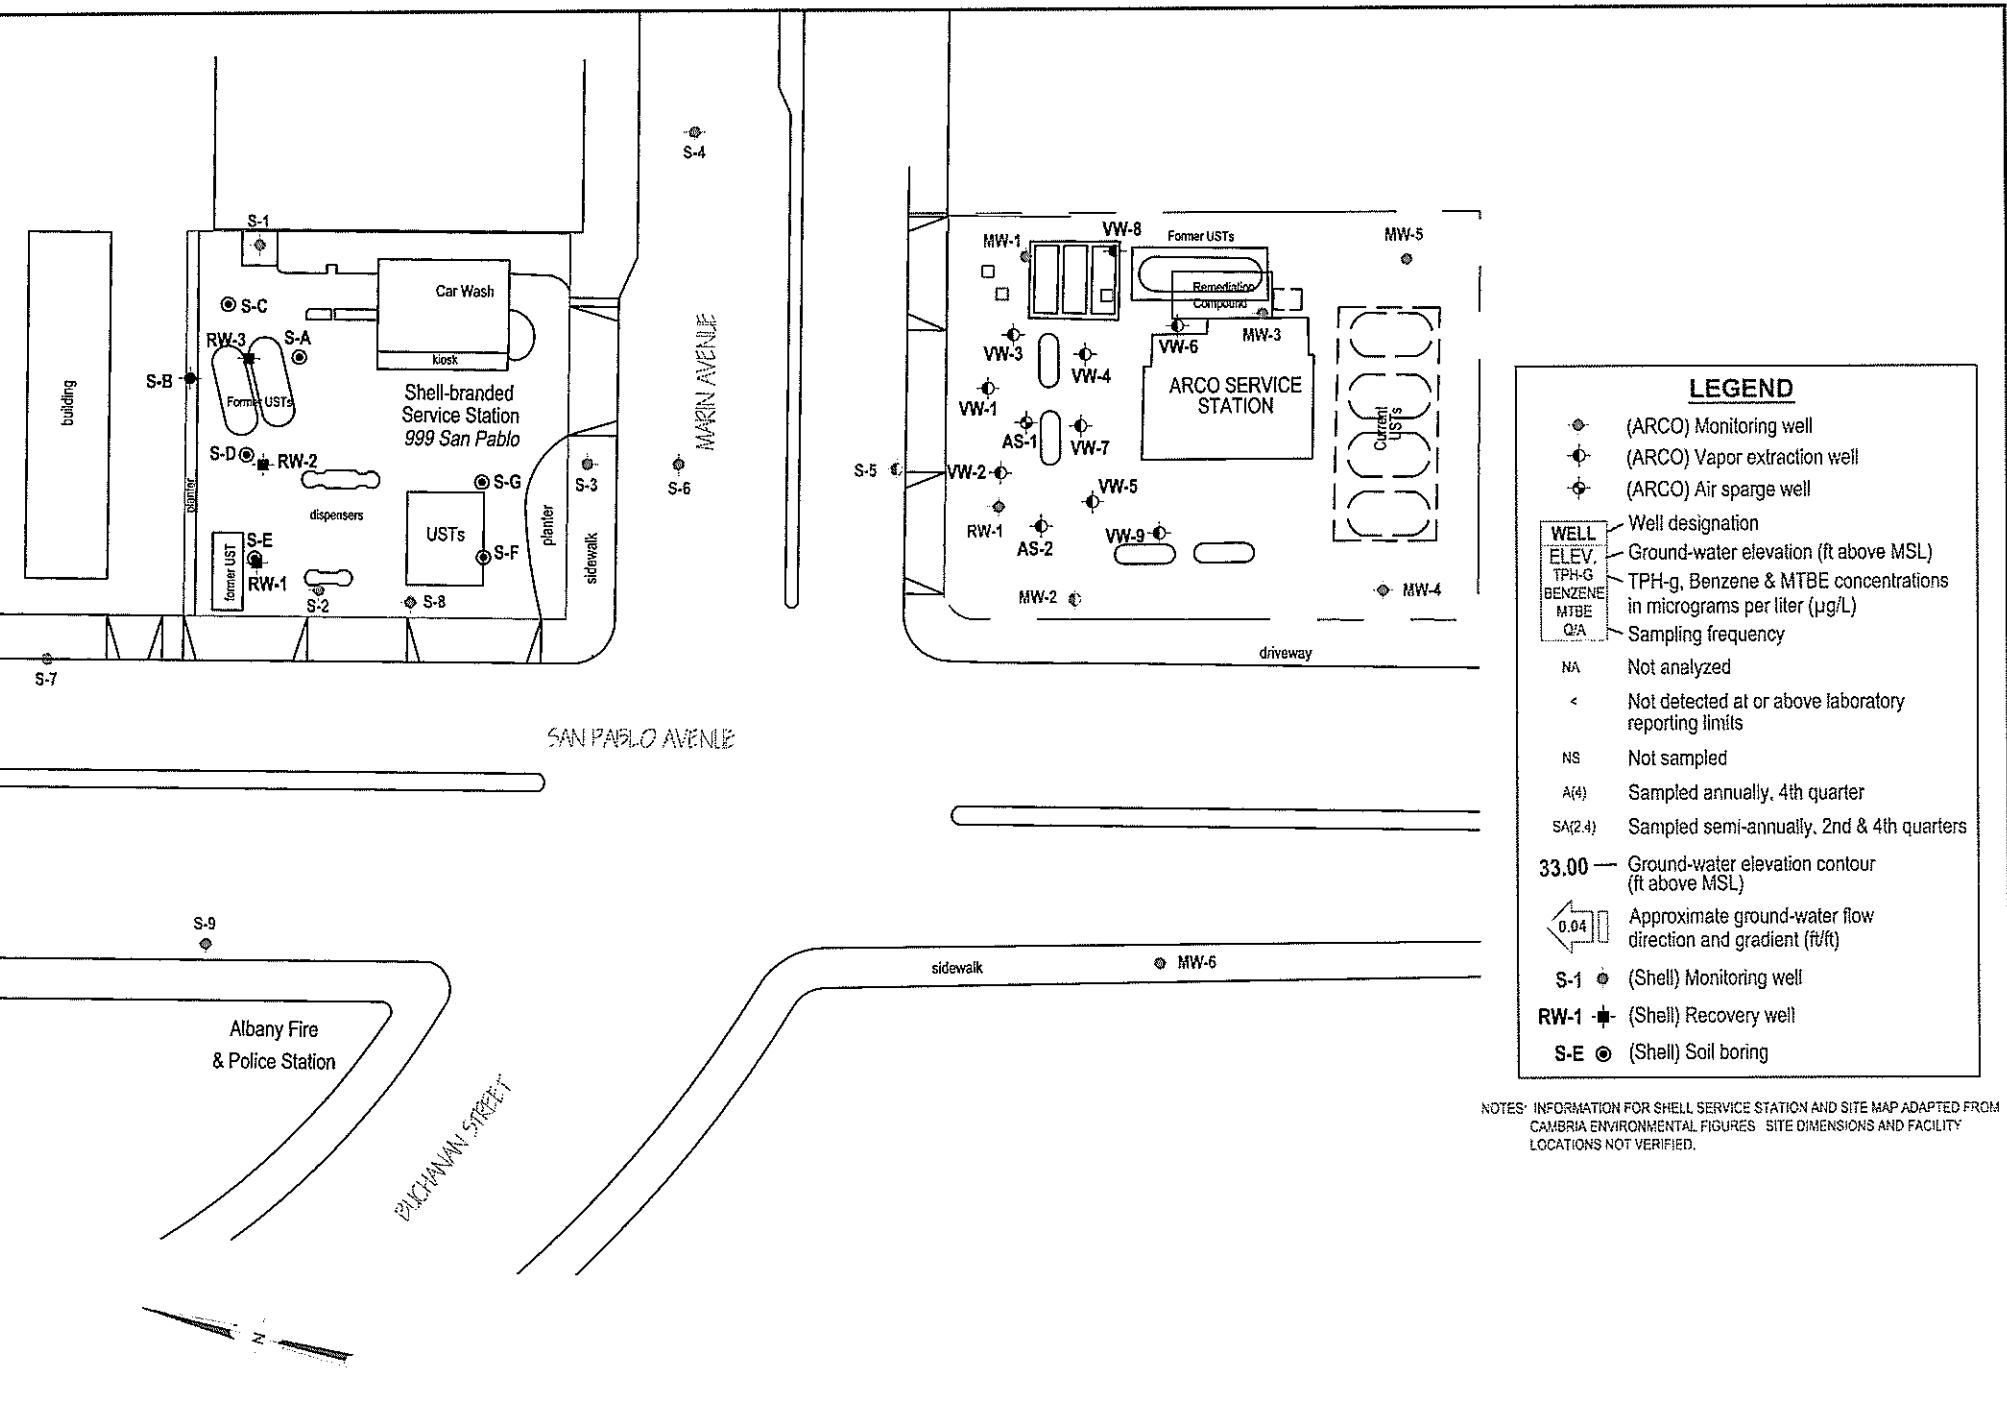 S-4
S-1
VW-8
MW-1
Former USTs
MW-5
Car Wash
S-C
Remediation
Compound
RW-3
S-A
MARIN AVENUE
VW-3
VW-6
MW-3
kiosk
VW-4
S-B
building
Former USTs
Shell-branded
Service Station
999 San Pablo
ARCO SERVICE
STATION
Current
USTs
VW-1
AS-1
VW-7
S-D
RW-2
S-G
S-3
S-6
S-5
VW-2
VW-5
planter
dispensers
USTs
planter
sidewalk
RW-1
AS-2
VW-9
S-E
former UST
RW-1
S-F
S-2
S-8
MW-2
MW-4
driveway
S-7
SAN PABLO AVENUE
S-9
sidewalk
MW-6
Albany Fire
& Police Station
BUCHANAN STREET
N
LEGEND
(ARCO) Monitoring well
(ARCO) Vapor extraction well
(ARCO) Air sparge well
WELL Well designation
ELEV. Ground-water elevation (ft above MSL)
TPH-G TPH-g, Benzene & MTBE concentrations
BENZENE in micrograms per liter (µg/L)
MTBE
Q/A Sampling frequency
NA Not analyzed
< Not detected at or above laboratory
reporting limits
NS Not sampled
A(4) Sampled annually, 4th quarter
SA(2,4) Sampled semi-annually, 2nd & 4th quarters
33.00 Ground-water elevation contour
(ft above MSL)
0.04 Approximate ground-water flow
direction and gradient (ft/ft)
S-1 (Shell) Monitoring well
RW-1 (Shell) Recovery well
S-E (Shell) Soil boring
NOTES: INFORMATION FOR SHELL SERVICE STATION AND SITE MAP ADAPTED FROM
CAMBRIA ENVIRONMENTAL FIGURES SITE DIMENSIONS AND FACILITY
LOCATIONS NOT VERIFIED.